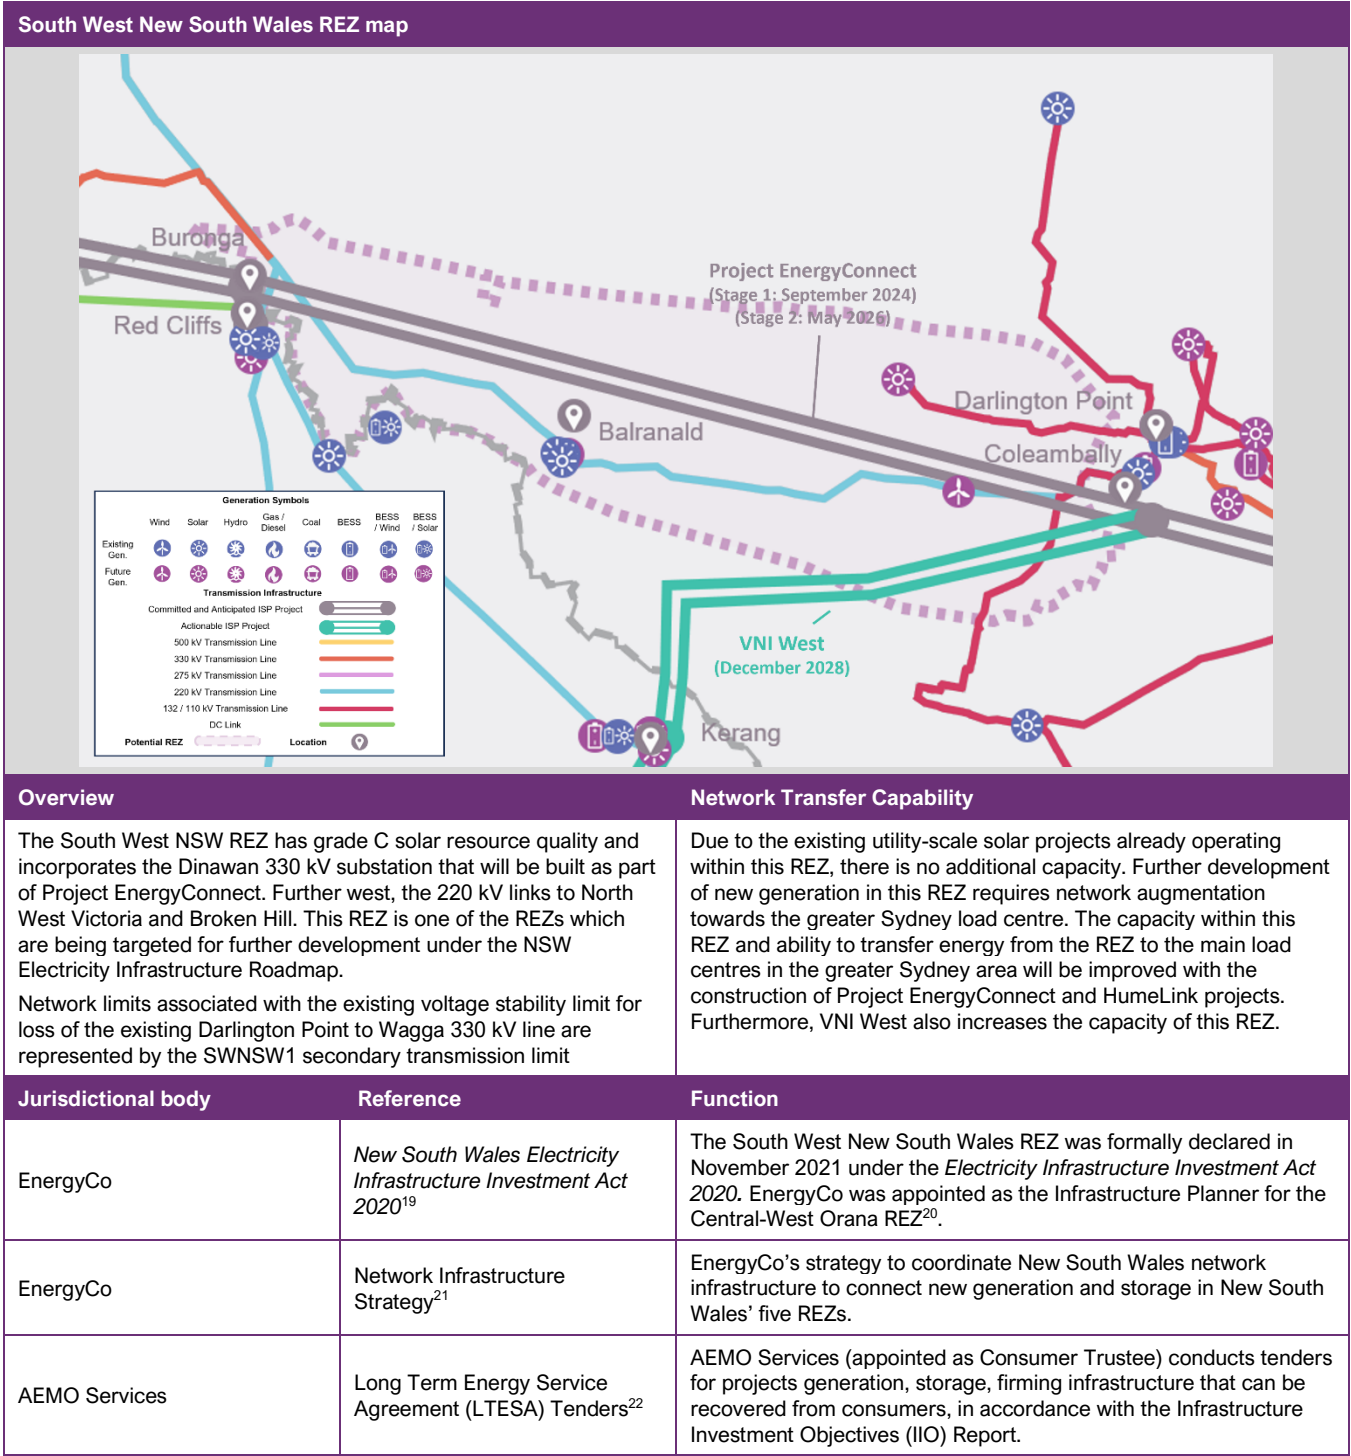 South West New South Wales REZ map
Buronga
Red Cliffs
Project EnergyConnect
(Stage 1: September 2024)
(Stage 2: May 2026)
Darlington Point
Balranald
Coleambally
VNI West
(December 2028)
Kerang
Generation Symbols
Wind Solar Hydro Gas / Diesel Coal BESS BESS / Wind BESS / Solar
Existing Gen.
Future Gen.
Transmission Infrastructure
Committed and Anticipated ISP Project
Actionable ISP Project
500 kV Transmission Line
330 kV Transmission Line
275 kV Transmission Line
220 kV Transmission Line
132 / 110 kV Transmission Line
DC Link
Potential REZ Location
Overview
The South West NSW REZ has grade C solar resource quality and
incorporates the Dinawan 330 kV substation that will be built as part
of Project EnergyConnect. Further west, the 220 kV links to North
West Victoria and Broken Hill. This REZ is one of the REZs which
are being targeted for further development under the NSW
Electricity Infrastructure Roadmap.
Network limits associated with the existing voltage stability limit for
loss of the existing Darlington Point to Wagga 330 kV line are
represented by the SWNSW1 secondary transmission limit
Network Transfer Capability
Due to the existing utility-scale solar projects already operating
within this REZ, there is no additional capacity. Further development
of new generation in this REZ requires network augmentation
towards the greater Sydney load centre. The capacity within this
REZ and ability to transfer energy from the REZ to the main load
centres in the greater Sydney area will be improved with the
construction of Project EnergyConnect and HumeLink projects.
Furthermore, VNI West also increases the capacity of this REZ.
Jurisdictional body Reference Function
EnergyCo
New South Wales Electricity
Infrastructure Investment Act
2020¹⁹
The South West New South Wales REZ was formally declared in
November 2021 under the Electricity Infrastructure Investment Act
2020. EnergyCo was appointed as the Infrastructure Planner for the
Central-West Orana REZ²⁰.
EnergyCo
Network Infrastructure
Strategy²¹
EnergyCo’s strategy to coordinate New South Wales network
infrastructure to connect new generation and storage in New South
Wales’ five REZs.
AEMO Services
Long Term Energy Service
Agreement (LTESA) Tenders²²
AEMO Services (appointed as Consumer Trustee) conducts tenders
for projects generation, storage, firming infrastructure that can be
recovered from consumers, in accordance with the Infrastructure
Investment Objectives (IIO) Report.